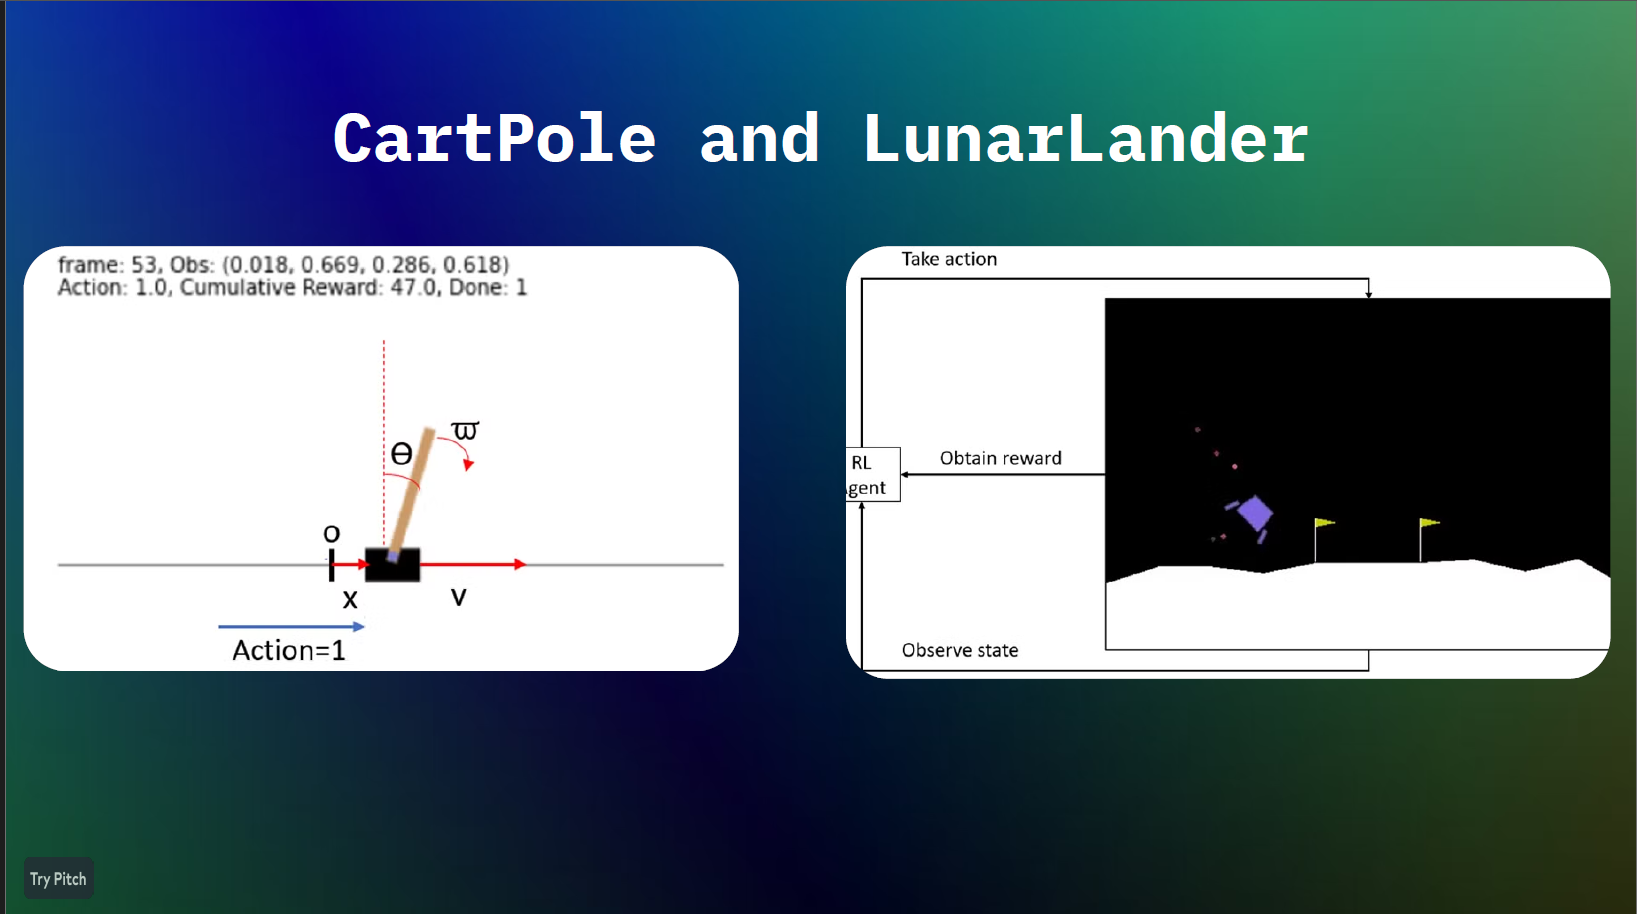 CartPole and LunarLander
frame: 53, Obs: (0.018, 0.669, 0.286, 0.618)
Action: 1.0, Cumulative Reward: 47.0, Done: 1
ϖ
Θ
O
x
v
Action=1
Take action
RL
gent
Obtain reward
Observe state
Try Pitch